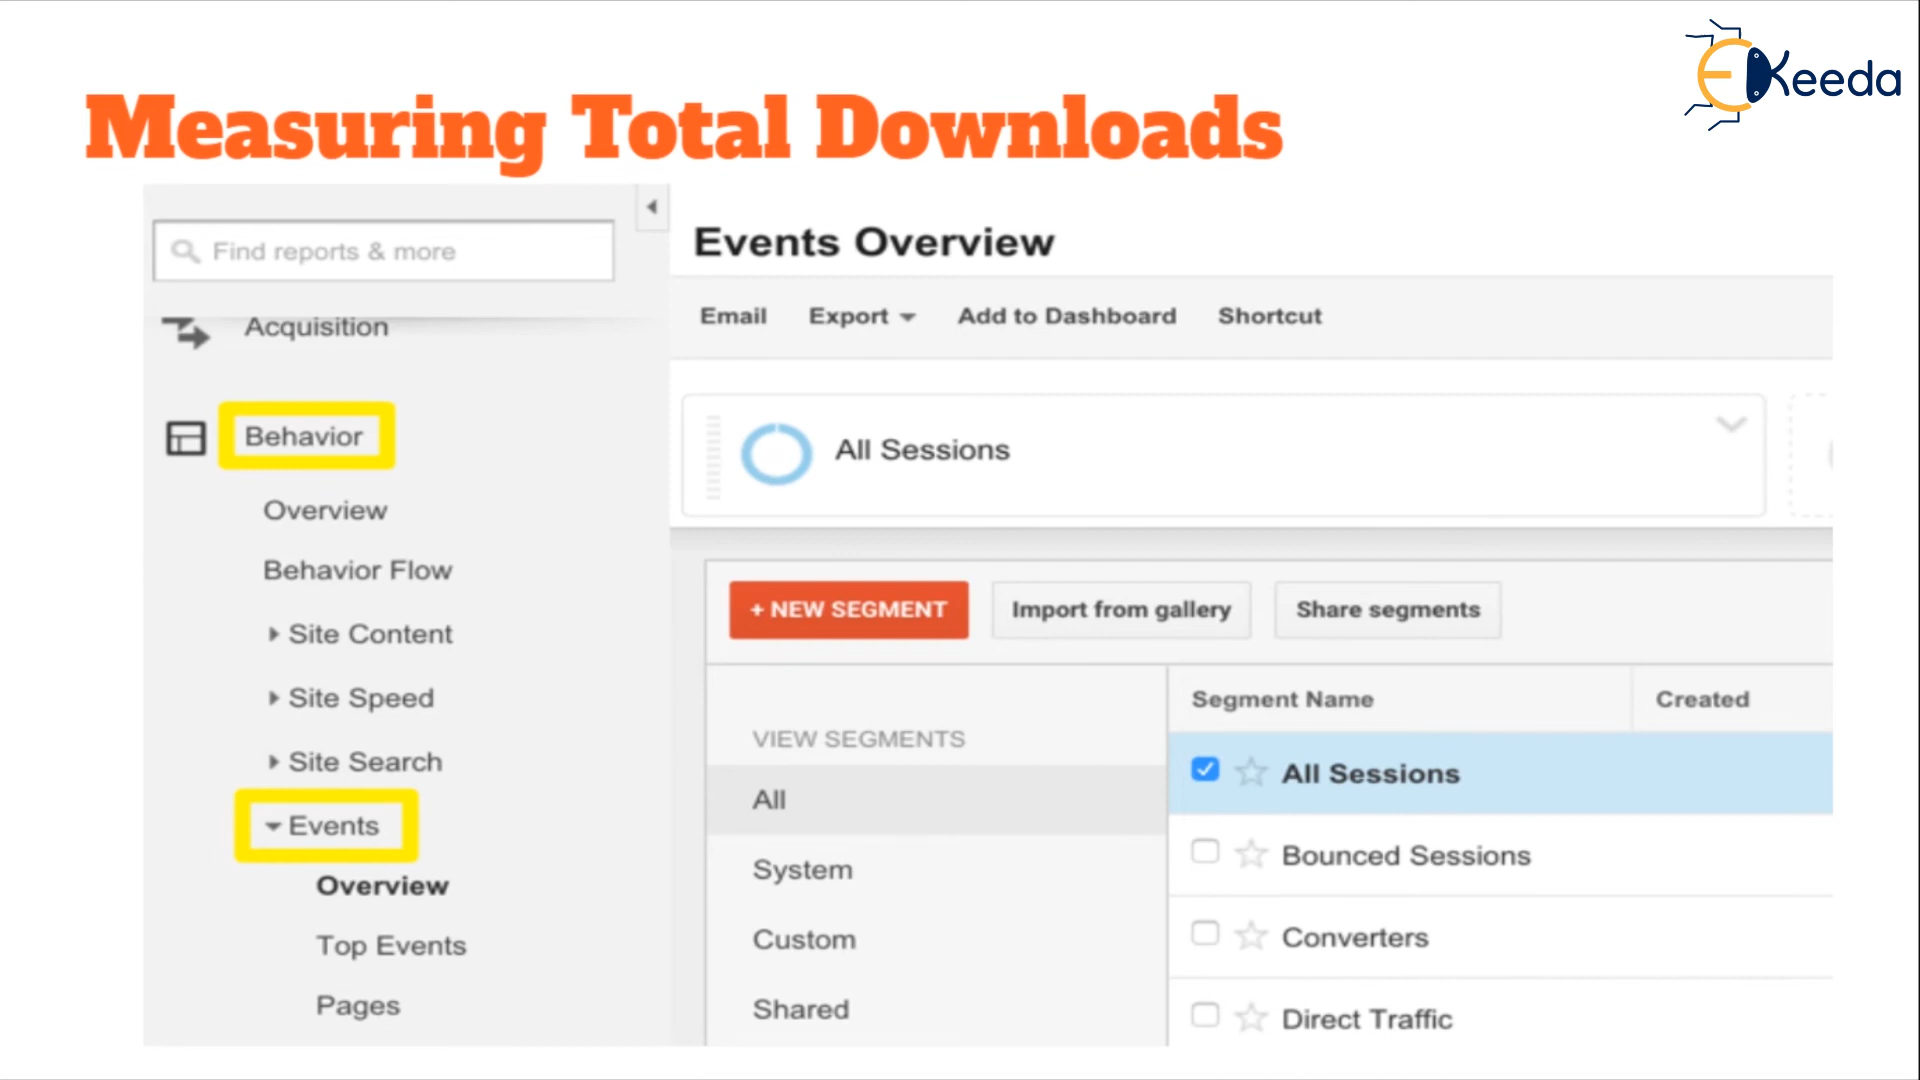 EKeeda
Measuring Total Downloads
Find reports & more
Acquisition
Behavior
Overview
Behavior Flow
Site Content
Site Speed
Site Search
Events
Overview
Top Events
Pages
Events Overview
Email Export Add to Dashboard Shortcut
All Sessions
+ NEW SEGMENT Import from gallery Share segments
VIEW SEGMENTS
All
System
Custom
Shared
Segment Name Created
All Sessions
Bounced Sessions
Converters
Direct Traffic